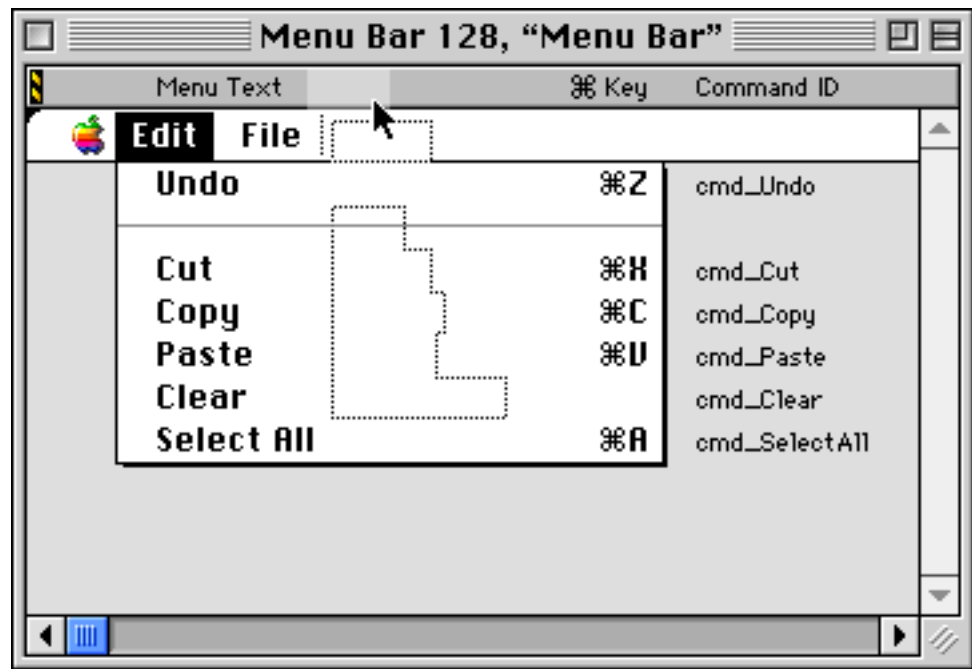 Menu Bar 128, “Menu Bar”
Menu Text ⌘ Key Command ID
Edit File
Undo ⌘Z cmd_Undo
Cut ⌘X cmd_Cut
Copy ⌘C cmd_Copy
Paste ⌘V cmd_Paste
Clear cmd_Clear
Select All ⌘A cmd_SelectAll